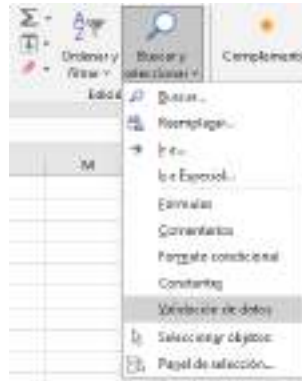 Ordenar y
filtrar
Buscar y
seleccionar
Complementos
Edici
M
Buscar...
Reemplazar...
Ir a...
Ir a Especial...
Fórmulas
Comentarios
Formato condicional
Constantes
Validación de datos
Seleccionar objetos
Panel de selección...